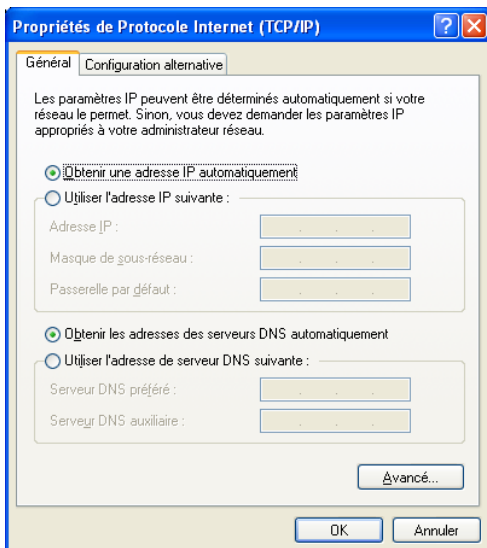 Propriétés de Protocole Internet (TCP/IP)
Général
Configuration alternative
Les paramètres IP peuvent être déterminés automatiquement si votre
réseau le permet. Sinon, vous devez demander les paramètres IP
appropriés à votre administrateur réseau.
Obtenir une adresse IP automatiquement
Utiliser l'adresse IP suivante :
Adresse IP :
Masque de sous-réseau :
Passerelle par défaut :
Obtenir les adresses des serveurs DNS automatiquement
Utiliser l'adresse de serveur DNS suivante :
Serveur DNS préféré :
Serveur DNS auxiliaire :
Avancé...
OK
Annuler